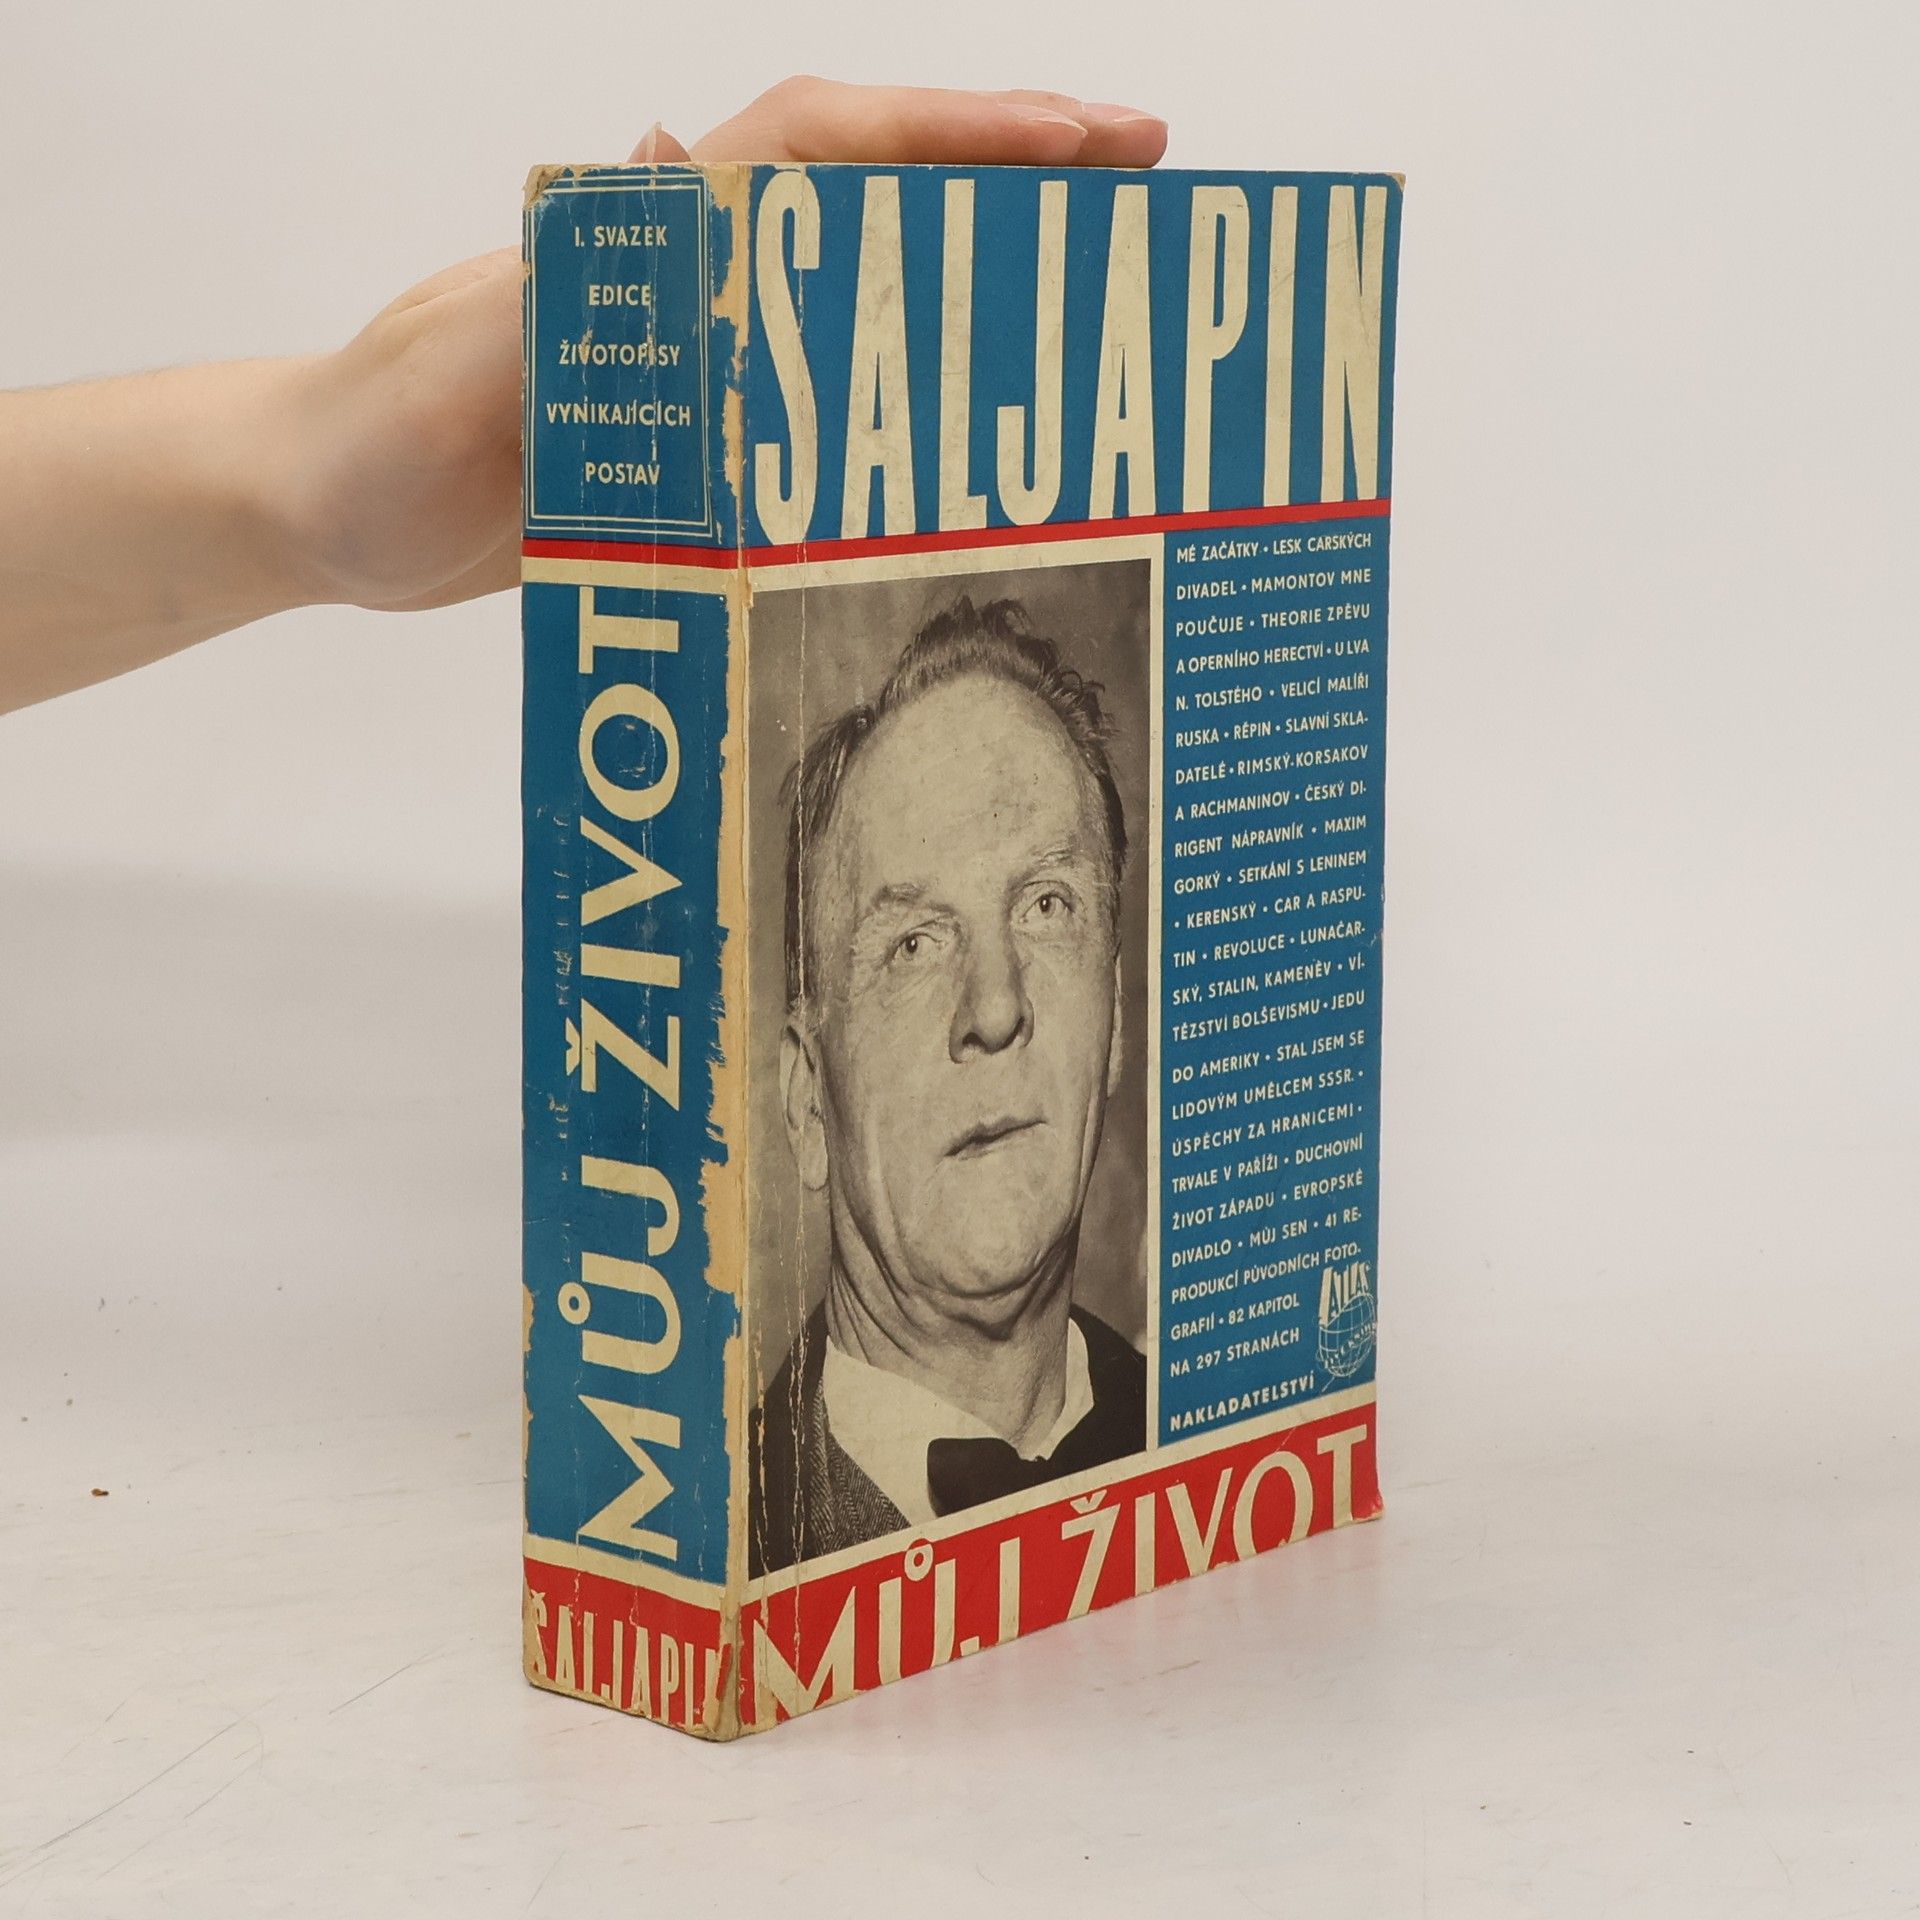 I. SVAZEK
EDICE
ŽIVOTOPISY
VYNIKAJÍCÍCH
POSTAV
MŮJ ŽIVOT
ŠALJAPIN
ŠALJAPIN
MÉ ZAČÁTKY • LESK CARSKÝCH
DIVADEL • MAMONTOV MNE
POUČUJE • THEORIE ZPĚVU
A OPERNÍHO HERECTVÍ • U LVA
N. TOLSTÉHO • VELICÍ MALÍŘI
RUSKA • RĚPIN • SLAVNÍ SKLA-
DATELÉ • RIMSKÝ-KORSAKOV
A RACHMANINOV • ČESKÝ DI-
RIGENT NÁPRAVNÍK • MAXIM
GORKÝ • SETKÁNÍ S LENINEM
• KERENSKÝ • CAR A RASPU-
TIN • REVOLUCE • LUNAČAR-
SKÝ, STALIN, KAMENĚV • VÍ-
TĚZSTVÍ BOLŠEVISMU • JEDU
DO AMERIKY • STAL JSEM SE
LIDOVÝM UMĚLCEM SSSR. •
ÚSPĚCHY ZA HRANICEMI •
TRVALE V PAŘÍŽI • DUCHOVNÍ
ŽIVOT ZÁPADU • EVROPSKÉ
DIVADLO • MŮJ SEN • 41 RE-
PRODUKCÍ PŮVODNÍCH FOTO-
GRAFIÍ • 82 KAPITOL
NA 297 STRANÁCH
NAKLADATELSTVÍ
ATLAS
MŮJ ŽIVOT